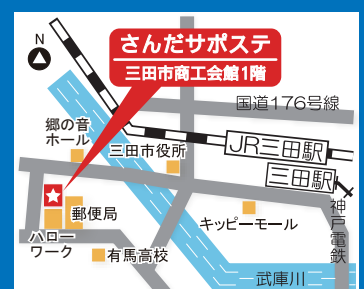 N
さんだサポステ
三田市商工会館1階
国道176号線
郷の音
ホール
三田市役所
JR三田駅
三田駅
神戸電鉄
郵便局
キッピーモール
ハロー
ワーク
有馬高校
武庫川